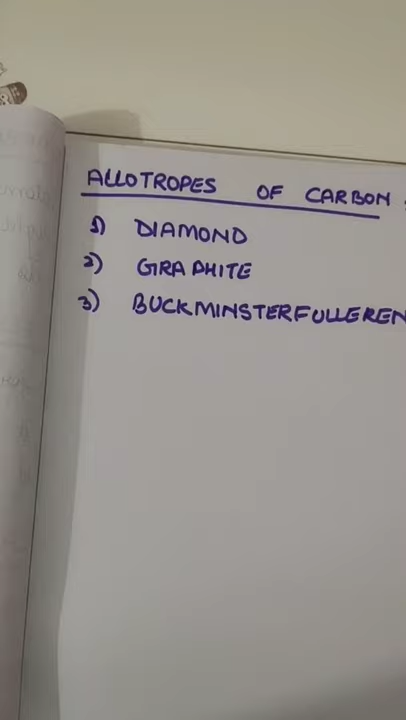 ALLOTROPES OF CARBON :
1) DIAMOND
2) GRAPHITE
3) BUCKMINSTERFULLEREN